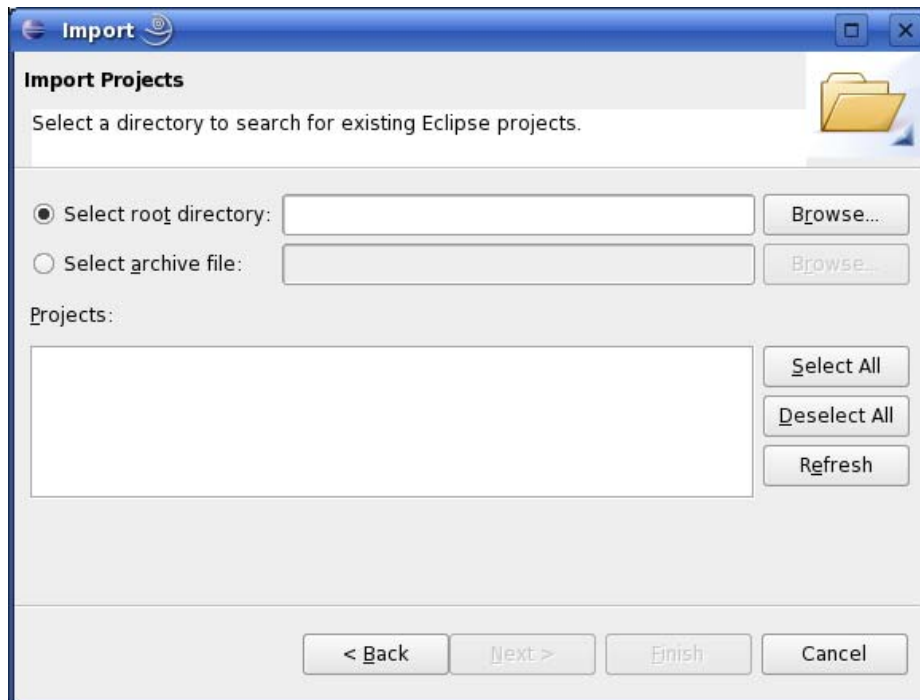 Import
Import Projects
Select a directory to search for existing Eclipse projects.
Select root directory:
Browse...
Select archive file:
Browse...
Projects:
Select All
Deselect All
Refresh
< Back
Next >
Finish
Cancel